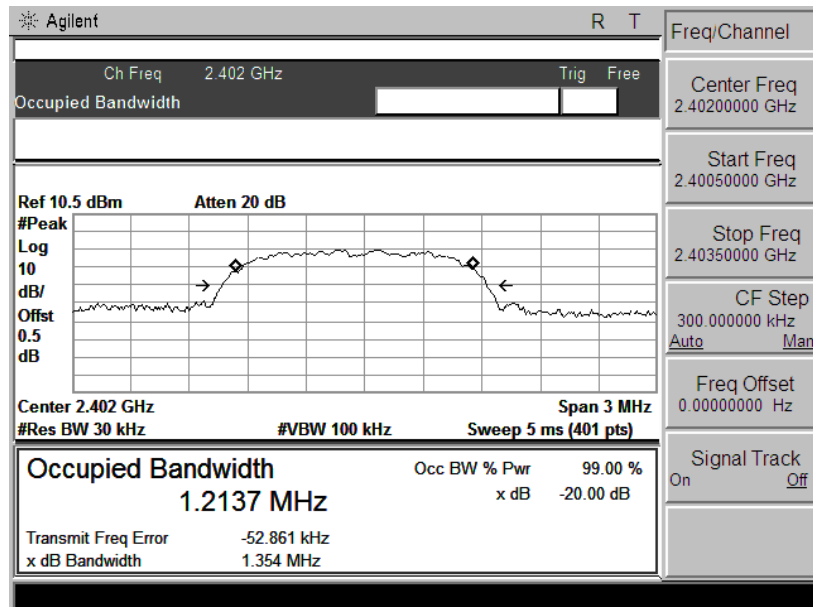 Agilent R T
Freq/Channel
Ch Freq 2.402 GHz Trig Free
Occupied Bandwidth
Center Freq
2.40200000 GHz
Start Freq
2.40050000 GHz
Stop Freq
2.40350000 GHz
CF Step
300.000000 kHz
Auto Man
Freq Offset
0.00000000 Hz
Signal Track
On Off
Ref 10.5 dBm Atten 20 dB
#Peak
Log
10
dB/
Offst
0.5
dB
Center 2.402 GHz Span 3 MHz
#Res BW 30 kHz #VBW 100 kHz Sweep 5 ms (401 pts)
Occupied Bandwidth Occ BW % Pwr 99.00 %
1.2137 MHz x dB -20.00 dB
Transmit Freq Error -52.861 kHz
x dB Bandwidth 1.354 MHz